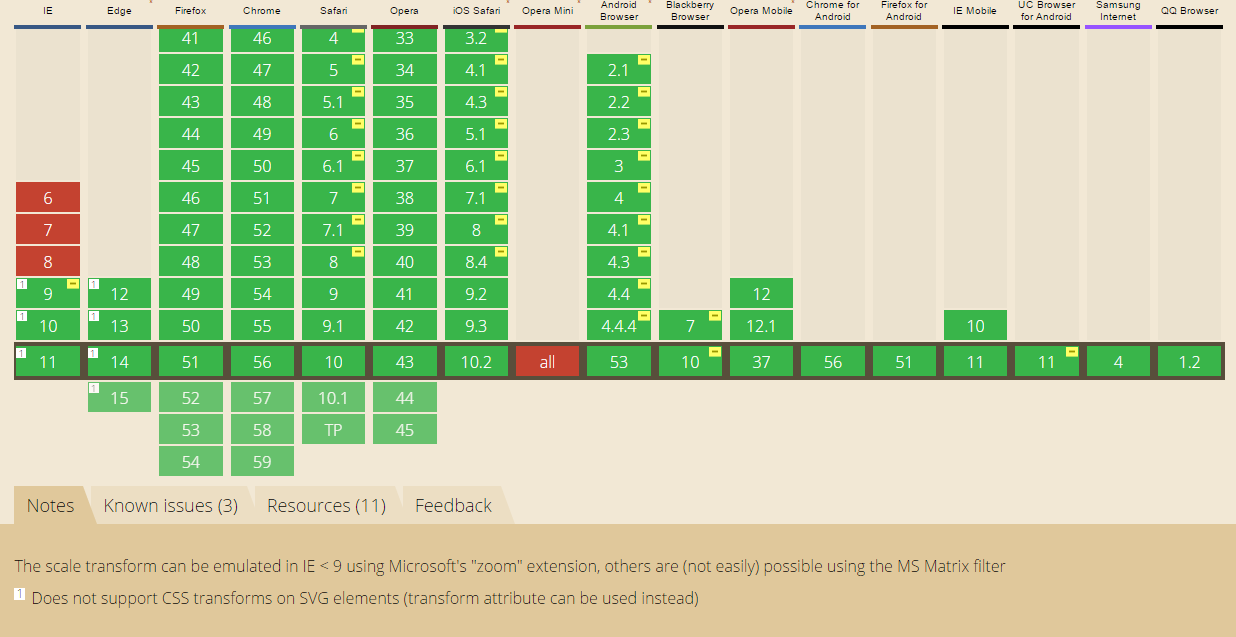 IE Edge Firefox Chrome Safari Opera iOS Safari Opera Mini Android Browser Blackberry Browser Opera Mobile Chrome for Android Firefox for Android IE Mobile UC Browser for Android Samsung Internet QQ Browser
41 46 4 33 3.2
42 47 5 34 4.1 2.1
43 48 5.1 35 4.3 2.2
44 49 6 36 5.1 2.3
45 50 6.1 37 6.1 3
6 46 51 7 38 7.1 4
7 47 52 7.1 39 8 4.1
8 48 53 8 40 8.4 4.3
1 9 1 12 49 54 9 41 9.2 4.4 12
1 10 1 13 50 55 9.1 42 9.3 4.4.4 7 12.1 10
1 11 1 14 51 56 10 43 10.2 all 53 10 37 56 51 11 11 4 1.2
1 15 52 57 10.1 44
53 58 TP 45
54 59
Notes Known issues (3) Resources (11) Feedback
The scale transform can be emulated in IE < 9 using Microsoft's "zoom" extension, others are (not easily) possible using the MS Matrix filter
1 Does not support CSS transforms on SVG elements (transform attribute can be used instead)